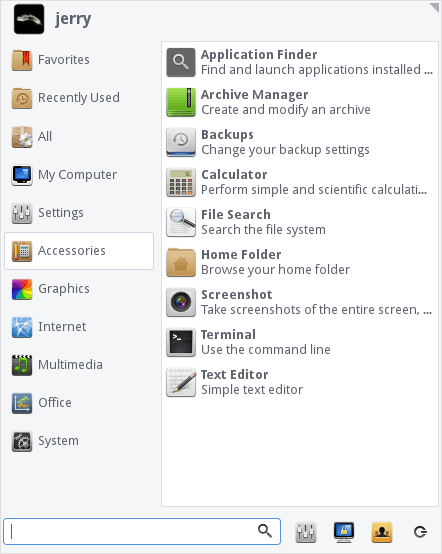 jerry
Favorites
Recently Used
All
My Computer
Settings
Accessories
Graphics
Internet
Multimedia
Office
System
Application Finder
Find and launch applications installed ...
Archive Manager
Create and modify an archive
Backups
Change your backup settings
Calculator
Perform simple and scientific calculati...
File Search
Search the file system
Home Folder
Browse your home folder
Screenshot
Take screenshots of the entire screen, ...
Terminal
Use the command line
Text Editor
Simple text editor